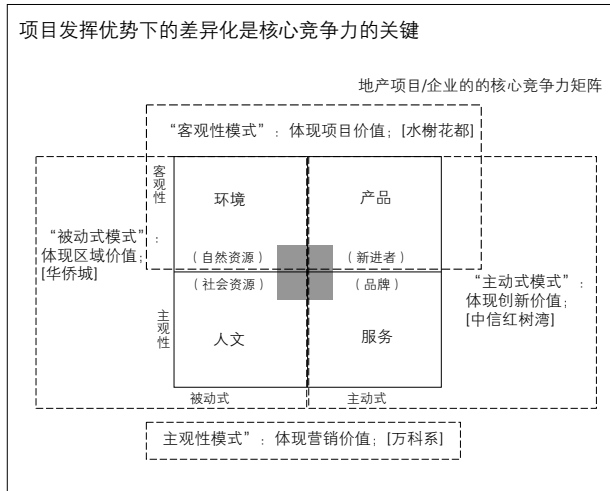 项目发挥优势下的差异化是核心竞争力的关键
地产项目/企业的的核心竞争力矩阵
“客观性模式”：体现项目价值；[水榭花都]
客观性
环境
产品
“被动式模式”：
体现区域价值；
[华侨城]
（自然资源）
（新进者）
（社会资源）
（品牌）
“主动式模式”：
体现创新价值；
[中信红树湾]
主观性
人文
服务
被动式
主动式
主观性模式”：体现营销价值；[万科系]